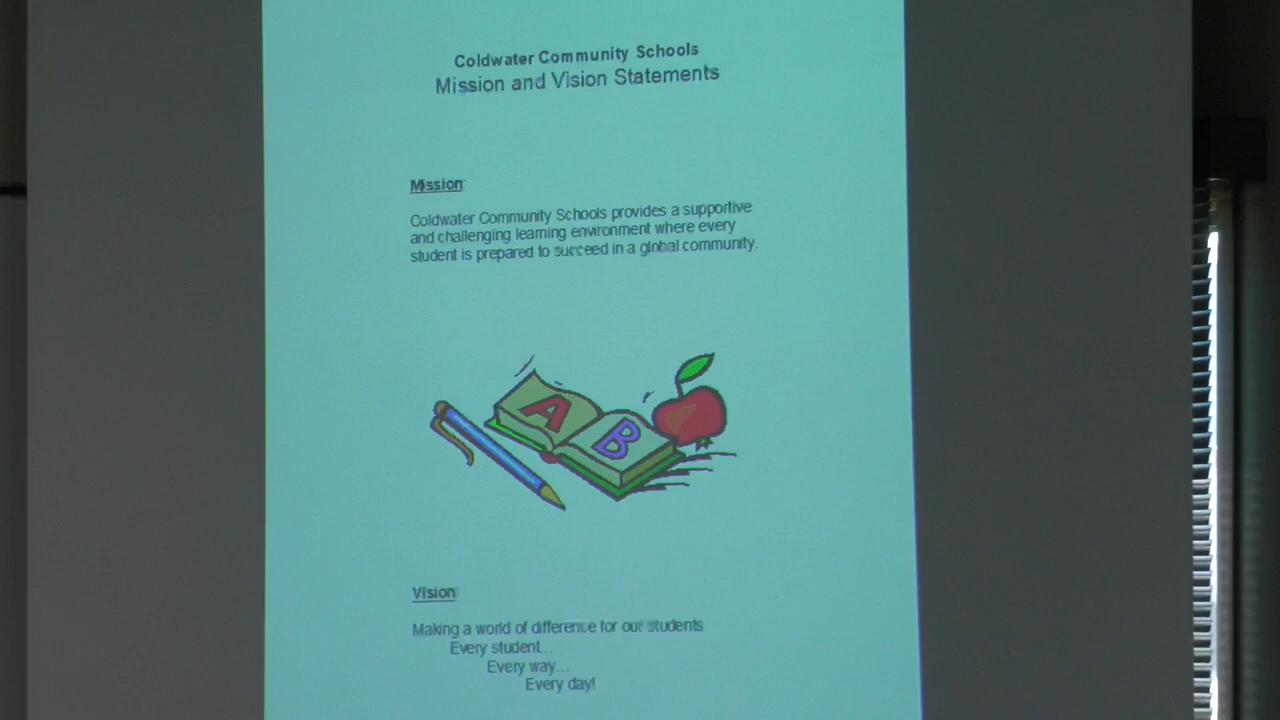 Coldwater Community Schools
Mission and Vision Statements
Mission:
Coldwater Community Schools provides a supportive
and challenging learning environment where every
student is prepared to succeed in a global community.
A B
Vision
Making a world of difference for our students
Every student...
Every way...
Every day!